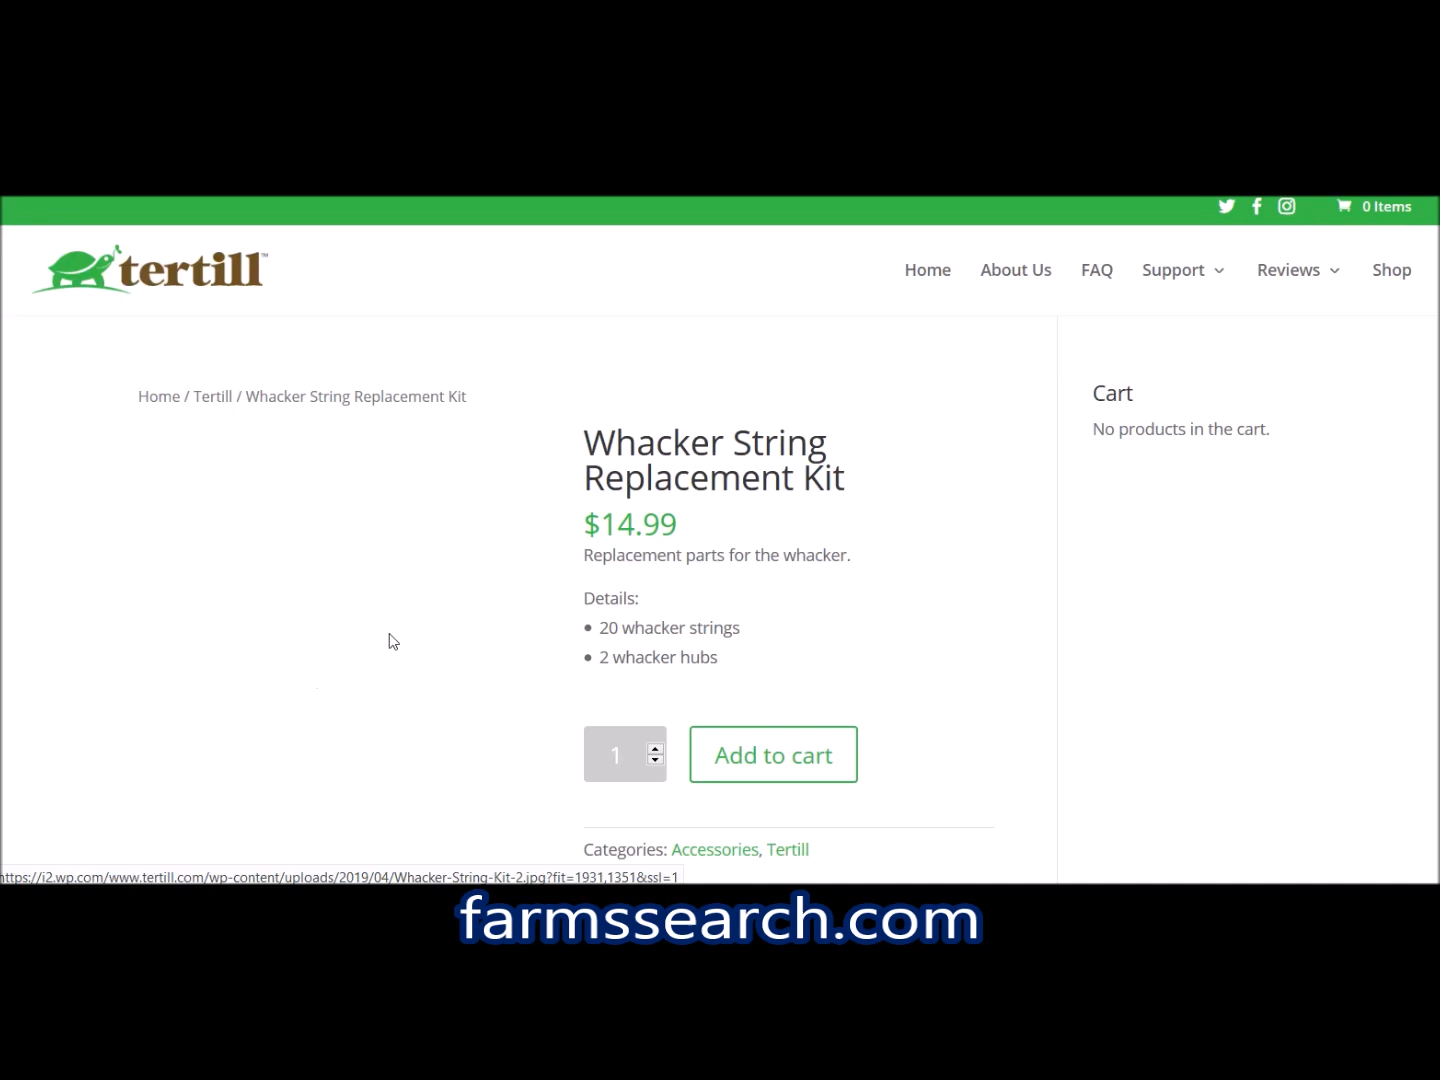 0 Items
tertill™
Home About Us FAQ Support Reviews Shop
Home / Tertill / Whacker String Replacement Kit
Whacker String
Replacement Kit
$14.99
Replacement parts for the whacker.
Details:
• 20 whacker strings
• 2 whacker hubs
1
Add to cart
Categories: Accessories, Tertill
Cart
No products in the cart.
https://i2.wp.com/www.tertill.com/wp-content/uploads/2019/04/Whacker-String-Kit-2.jpg?fit=1931,1351&ssl=1
farmssearch.com